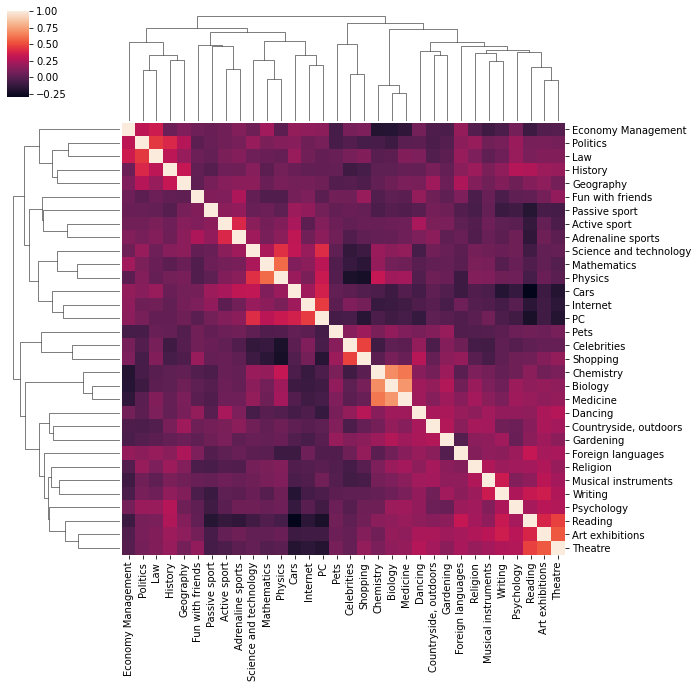 1.00
0.75
0.50
0.25
0.00
−0.25
Economy Management
Politics
Law
History
Geography
Fun with friends
Passive sport
Active sport
Adrenaline sports
Science and technology
Mathematics
Physics
Cars
Internet
PC
Pets
Celebrities
Shopping
Chemistry
Biology
Medicine
Dancing
Countryside, outdoors
Gardening
Foreign languages
Religion
Musical instruments
Writing
Psychology
Reading
Art exhibitions
Theatre
Economy Management
Politics
Law
History
Geography
Fun with friends
Passive sport
Active sport
Adrenaline sports
Science and technology
Mathematics
Physics
Cars
Internet
PC
Pets
Celebrities
Shopping
Chemistry
Biology
Medicine
Dancing
Countryside, outdoors
Gardening
Foreign languages
Religion
Musical instruments
Writing
Psychology
Reading
Art exhibitions
Theatre